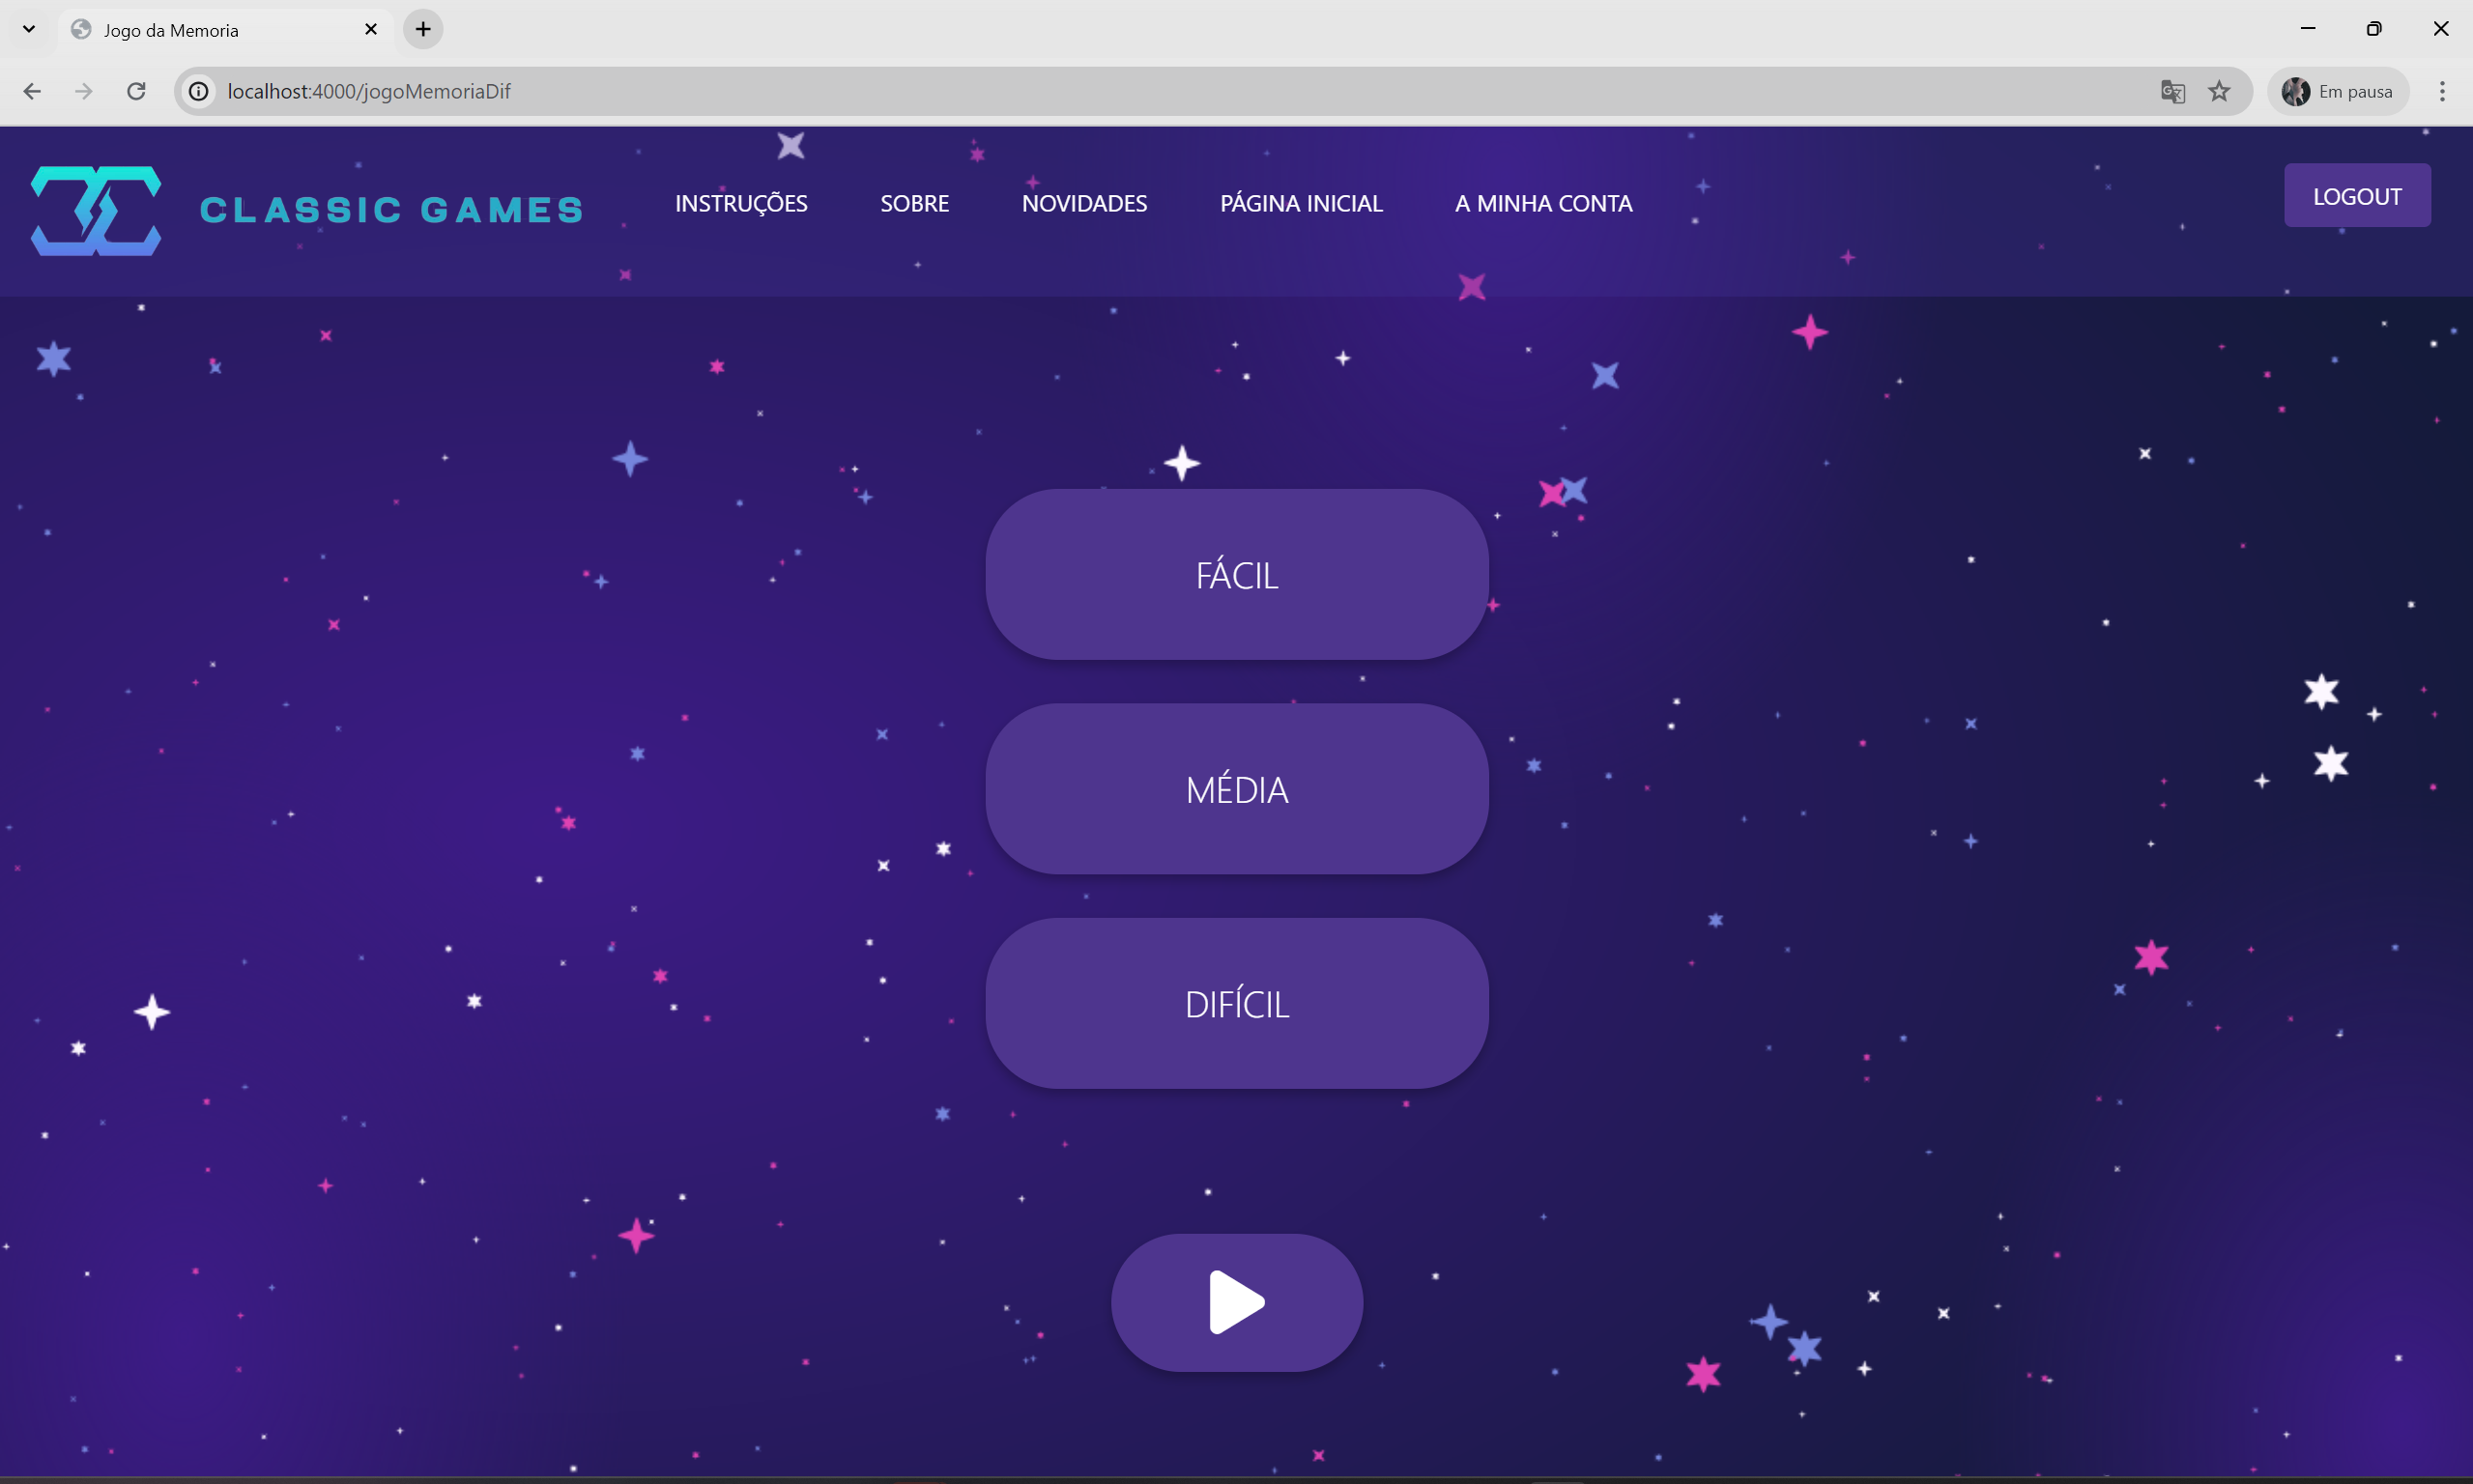 Jogo da Memoria
localhost:4000/jogoMemoriaDif
Em pausa
CLASSIC GAMES
INSTRUÇÕES
SOBRE
NOVIDADES
PÁGINA INICIAL
A MINHA CONTA
LOGOUT
FÁCIL
MÉDIA
DIFÍCIL